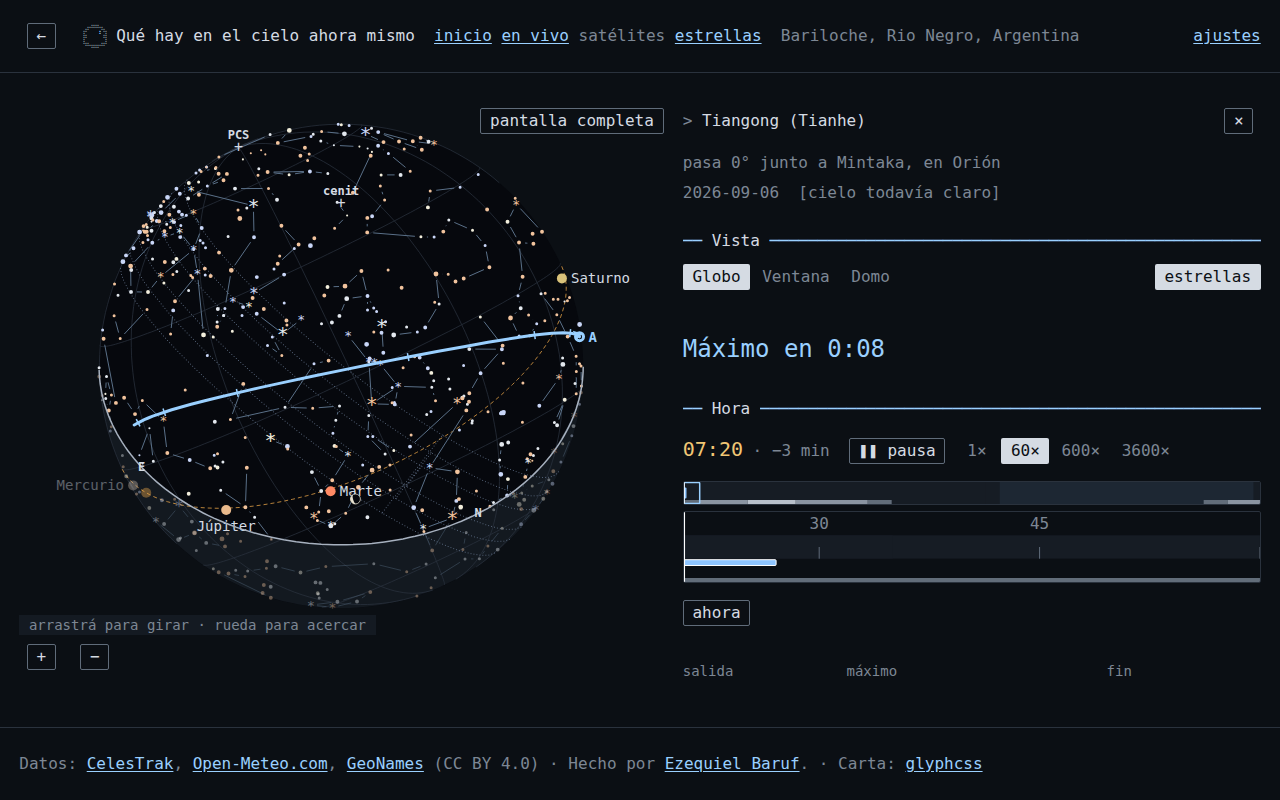 ← Qué hay en el cielo ahora mismo inicio en vivo satélites estrellas Bariloche, Rio Negro, Argentina ajustes
pantalla completa
PCS
cenit
Saturno
A
E
Mercurio
Marte
Júpiter
N
arrastrá para girar · rueda para acercar
+ −
> Tiangong (Tianhe) ×
pasa 0° junto a Mintaka, en Orión
2026-09-06 [cielo todavía claro]
Vista
Globo Ventana Domo estrellas
Máximo en 0:08
Hora
07:20 · −3 min ❚❚ pausa 1× 60× 600× 3600×
30 45
ahora
salida máximo fin
Datos: CelesTrak, Open-Meteo.com, GeoNames (CC BY 4.0) · Hecho por Ezequiel Baruf. · Carta: glyphcss